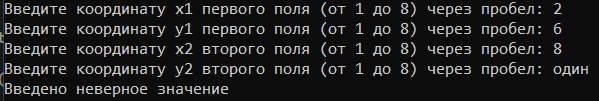 Введите координату x1 первого поля (от 1 до 8) через пробел: 2
Введите координату y1 первого поля (от 1 до 8) через пробел: 6
Введите координату x2 второго поля (от 1 до 8) через пробел: 8
Введите координату y2 второго поля (от 1 до 8) через пробел: один
Введено неверное значение